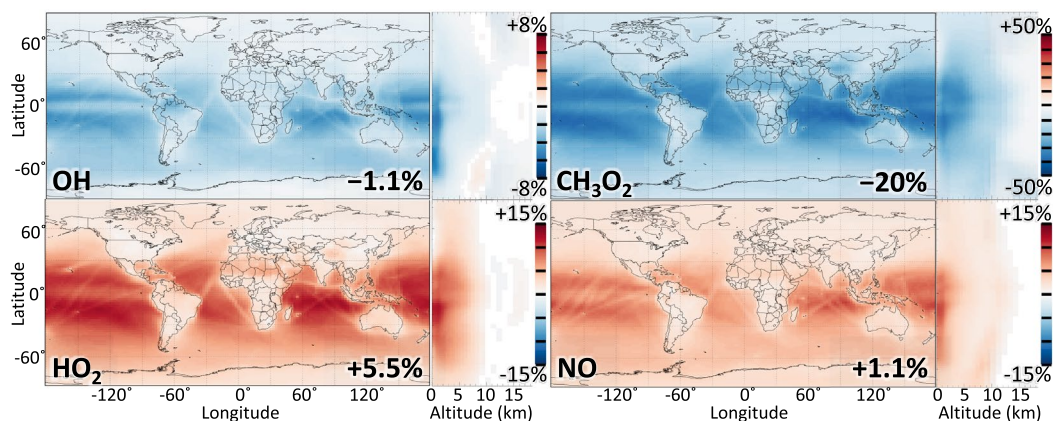 +8%
+50%
60°
0°
-60°
Latitude
OH
−1.1%
-8%
CH3O2
−20%
-50%
+15%
+15%
60°
0°
-60°
Latitude
HO2
+5.5%
-15%
NO
+1.1%
-15%
-120° -60° 0° 60 120 0 5 10 15 -120° -60° 0° 60 120 0 5 10 15
Longitude Altitude (km) Longitude Altitude (km)